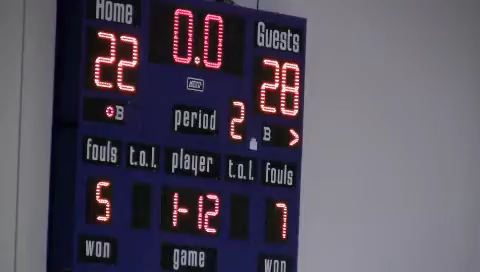 Home 0.0 Guests
22 28
B period 2 B >
fouls t.o.l. player t.o.l. fouls
5 1-12 7
won game won